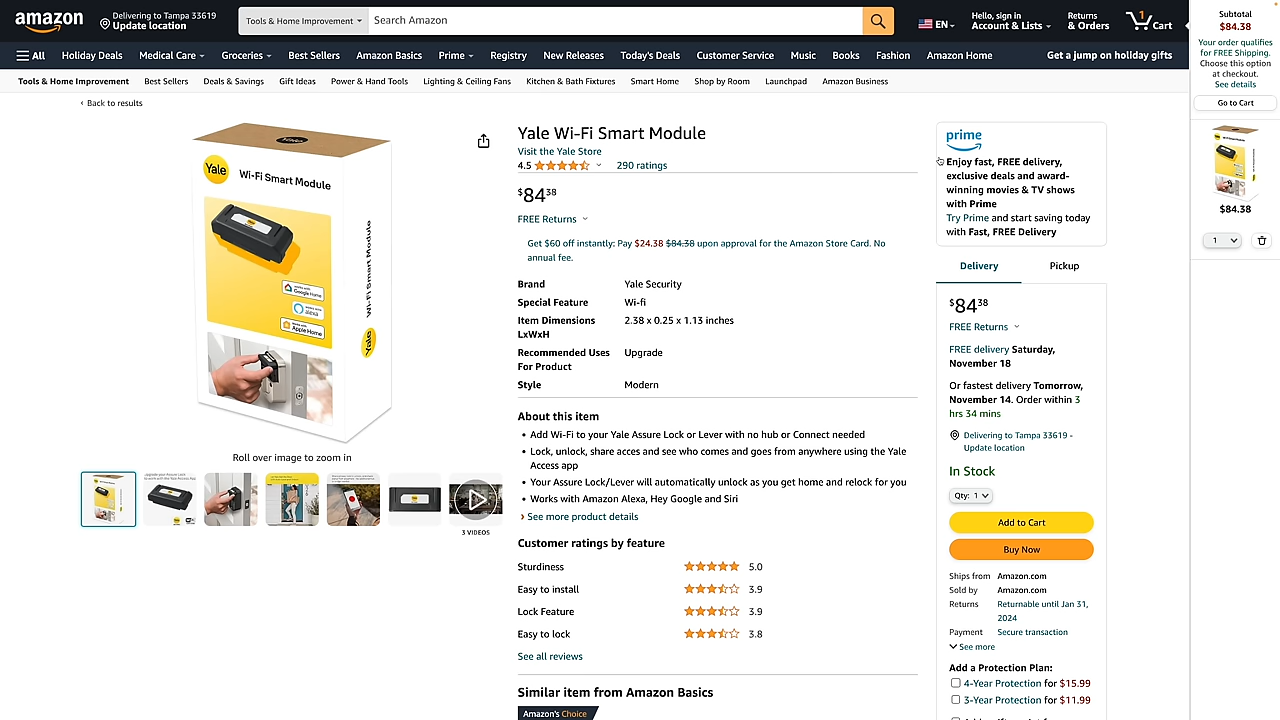 amazon
Delivering to Tampa 33619
Update location
Tools & Home Improvement
Search Amazon
EN
Hello, sign in
Account & Lists
Returns
& Orders
1
Cart
All
Holiday Deals
Medical Care
Groceries
Best Sellers
Amazon Basics
Prime
Registry
New Releases
Today's Deals
Customer Service
Music
Books
Fashion
Amazon Home
Get a jump on holiday gifts
Tools & Home Improvement
Best Sellers
Deals & Savings
Gift Ideas
Power & Hand Tools
Lighting & Ceiling Fans
Kitchen & Bath Fixtures
Smart Home
Shop by Room
Launchpad
Amazon Business
‹ Back to results
Yale
Wi-Fi Smart Module
Wi-Fi Smart Module
Yale
Google Home
alexa
Apple Home
Roll over image to zoom in
3 VIDEOS
Yale Wi-Fi Smart Module
Visit the Yale Store
4.5
290 ratings
$8438
FREE Returns
Get $60 off instantly: Pay $24.38 $84.38 upon approval for the Amazon Store Card. No
annual fee.
Brand Yale Security
Special Feature Wi-fi
Item Dimensions 2.38 x 0.25 x 1.13 inches
LxWxH
Recommended Uses Upgrade
For Product
Style Modern
About this item
• Add Wi-Fi to your Yale Assure Lock or Lever with no hub or Connect needed
• Lock, unlock, share acces and see who comes and goes from anywhere using the Yale
Access app
• Your Assure Lock/Lever will automatically unlock as you get home and relock for you
• Works with Amazon Alexa, Hey Google and Siri
› See more product details
Customer ratings by feature
Sturdiness 5.0
Easy to install 3.9
Lock Feature 3.9
Easy to lock 3.8
See all reviews
Similar item from Amazon Basics
Amazon's Choice
prime
Enjoy fast, FREE delivery,
exclusive deals and award-
winning movies & TV shows
with Prime
Try Prime and start saving today
with Fast, FREE Delivery
Delivery
Pickup
$8438
FREE Returns
FREE delivery Saturday,
November 18
Or fastest delivery Tomorrow,
November 14. Order within 3
hrs 34 mins
Delivering to Tampa 33619 -
Update location
In Stock
Qty: 1
Add to Cart
Buy Now
Ships from Amazon.com
Sold by Amazon.com
Returns Returnable until Jan 31,
2024
Payment Secure transaction
See more
Add a Protection Plan:
4-Year Protection for $15.99
3-Year Protection for $11.99
Subtotal
$84.38
Your order qualifies
for FREE Shipping.
Choose this option
at checkout.
See details
Go to Cart
$84.38
1